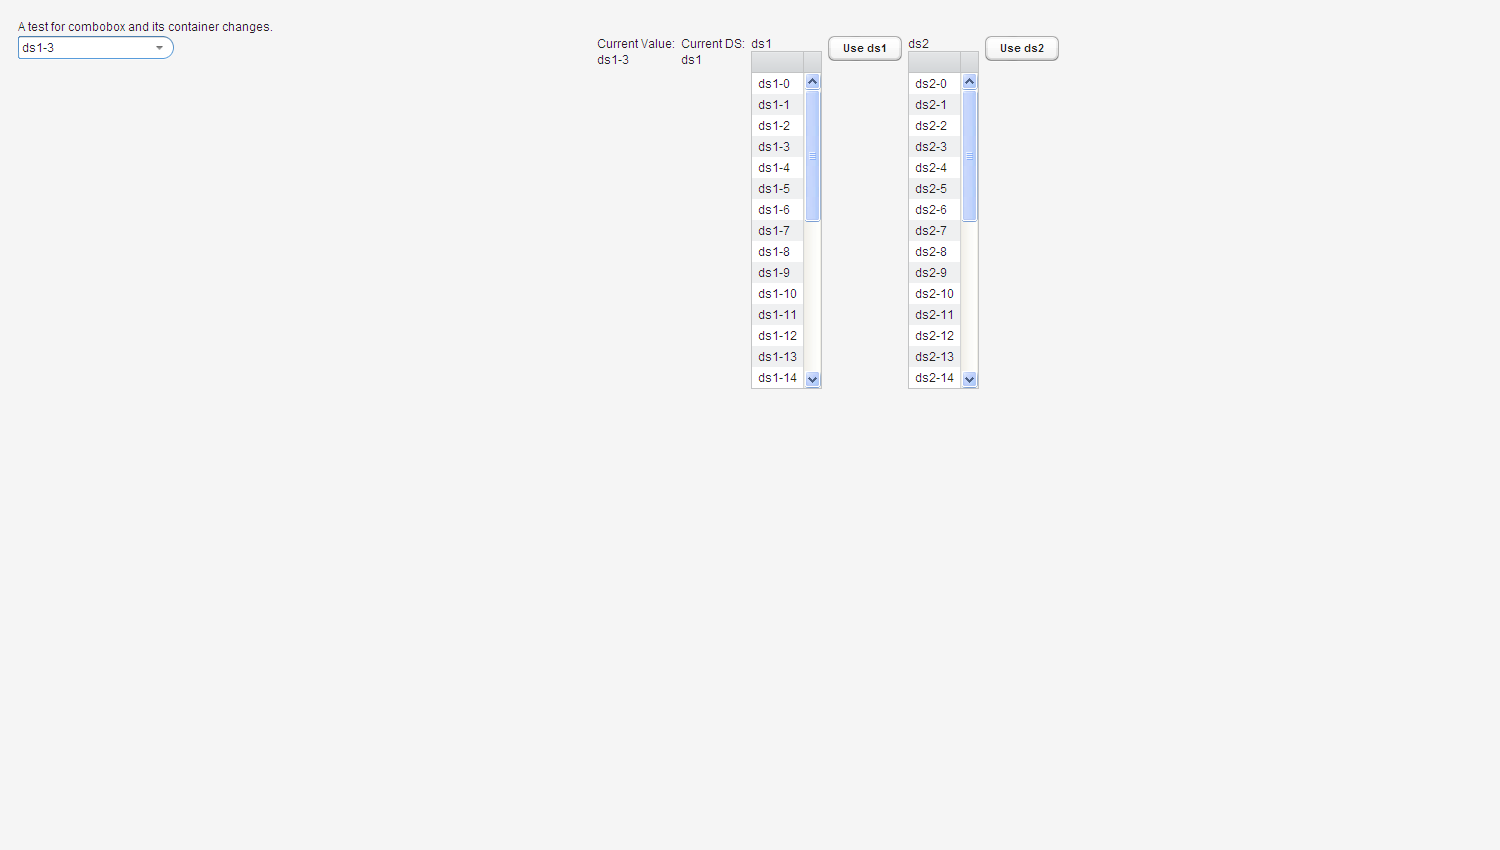 A test for combobox and its container changes.
ds1-3
Current Value:
ds1-3
Current DS:
ds1
ds1
ds1-0
ds1-1
ds1-2
ds1-3
ds1-4
ds1-5
ds1-6
ds1-7
ds1-8
ds1-9
ds1-10
ds1-11
ds1-12
ds1-13
ds1-14
Use ds1
ds2
ds2-0
ds2-1
ds2-2
ds2-3
ds2-4
ds2-5
ds2-6
ds2-7
ds2-8
ds2-9
ds2-10
ds2-11
ds2-12
ds2-13
ds2-14
Use ds2